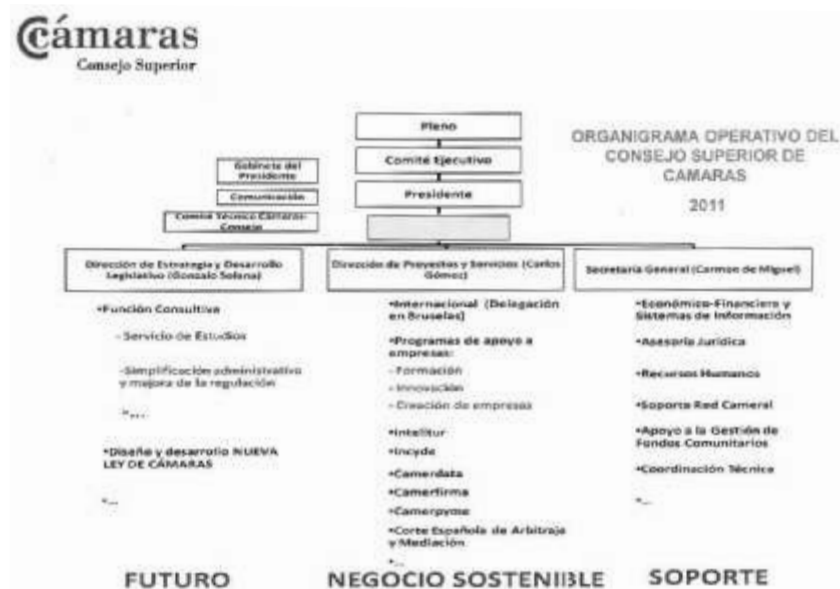 Cámaras
Consejo Superior
ORGANIGRAMA OPERATIVO DEL
CONSEJO SUPERIOR DE
CAMARAS
2011
Pleno
Comité Ejecutivo
Presidente
Gabinete del
Presidente
Comunicación
Comité Técnico Cámaras-
Consejo
Dirección de Estrategia y Desarrollo
Legislativo (Gonzalo Solana)
•Función Consultiva
-Servicio de Estudios
-Simplificación administrativo
y mejora de la regulación
•...
•Diseño y desarrollo NUEVA
LEY DE CÁMARAS
•...
FUTURO
Dirección de Proyectos y Servicios (Carlos
Gómez)
•Internacional (Delegación
en Bruselas)
•Programas de apoyo a
empresas:
-Formación
-Innovación
-Creación de empresas
•Intelitur
•Incyde
•Camerdata
•Camerfirma
•Camerpyme
•Corte Española de Arbitraje
y Mediación
•...
NEGOCIO SOSTENIBLE
Secretaría General (Carmen de Miguel)
•Económico-Financiera y
Sistemas de Información
•Asesoría Jurídica
•Recursos Humanos
•Soporte Red Cameral
•Apoyo a la Gestión de
Fondos Comunitarios
•Coordinación Técnica
•...
SOPORTE